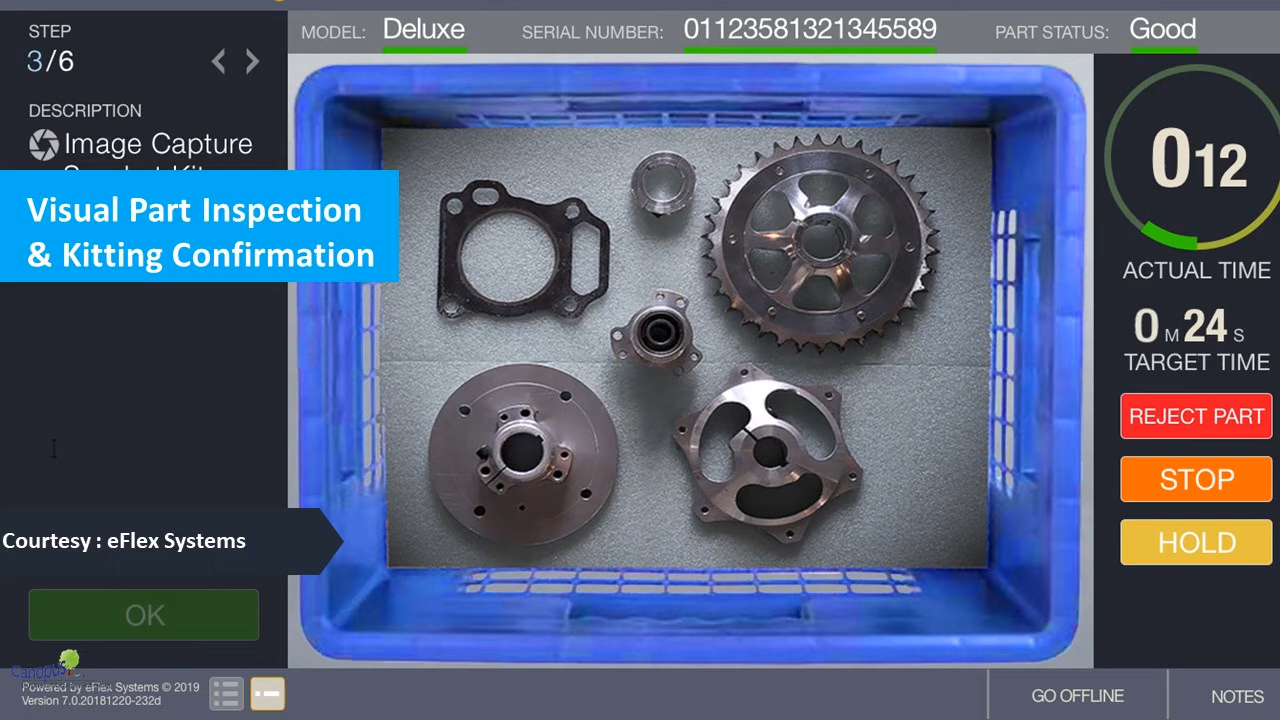 STEP
3/6
DESCRIPTION
Image Capture
Visual Part Inspection
& Kitting Confirmation
Courtesy : eFlex Systems
OK
Canopus
Powered by eFlex Systems © 2019
Version 7.0.20181220-232d
MODEL: Deluxe SERIAL NUMBER: 01123581321345589 PART STATUS: Good
012
ACTUAL TIME
0 M 24 S
TARGET TIME
REJECT PART
STOP
HOLD
GO OFFLINE
NOTES